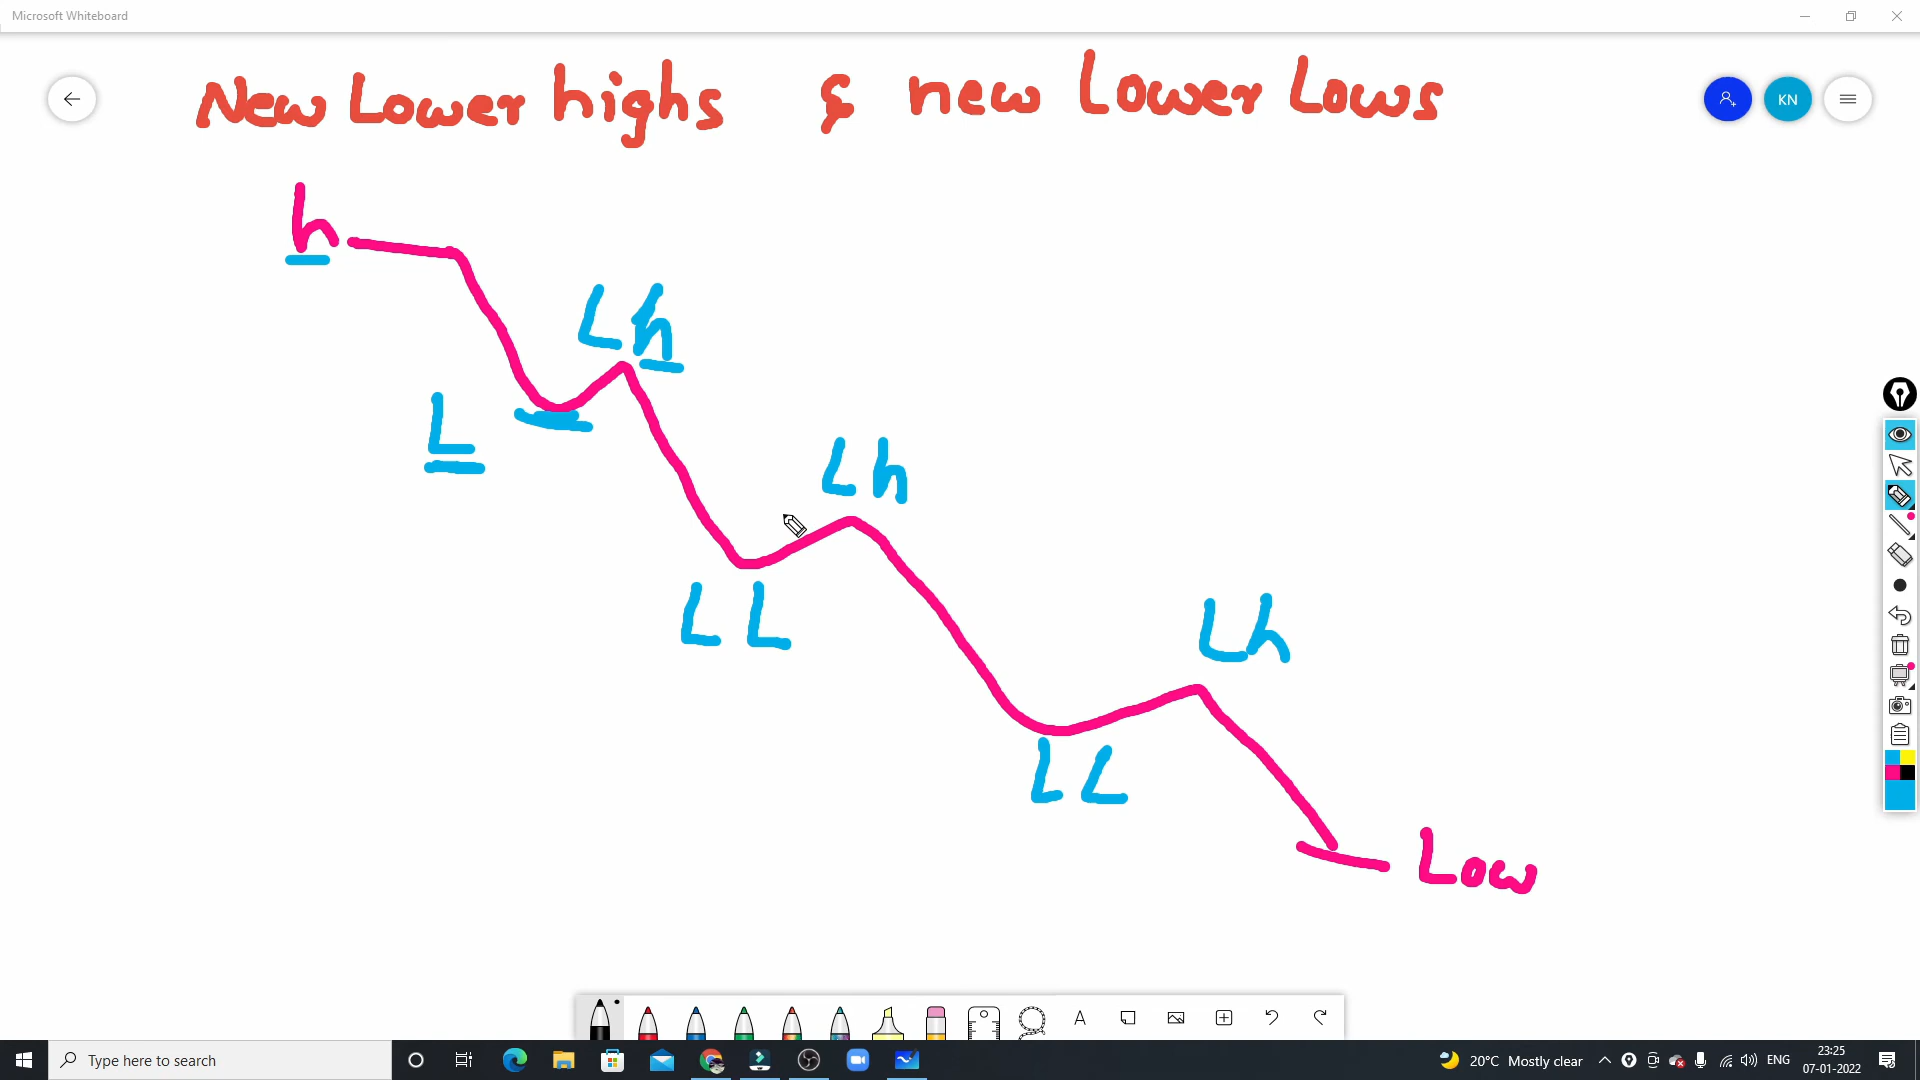 Microsoft Whiteboard
New Lower highs & new Lower Lows
KN
h
Lh
L
Lh
LL
Lh
LL
Low
A
Type here to search
20°C Mostly clear
ENG
23:25
07-01-2022